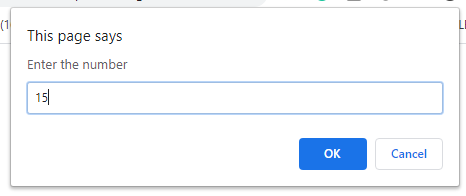 This page says
Enter the number
15
OK
Cancel